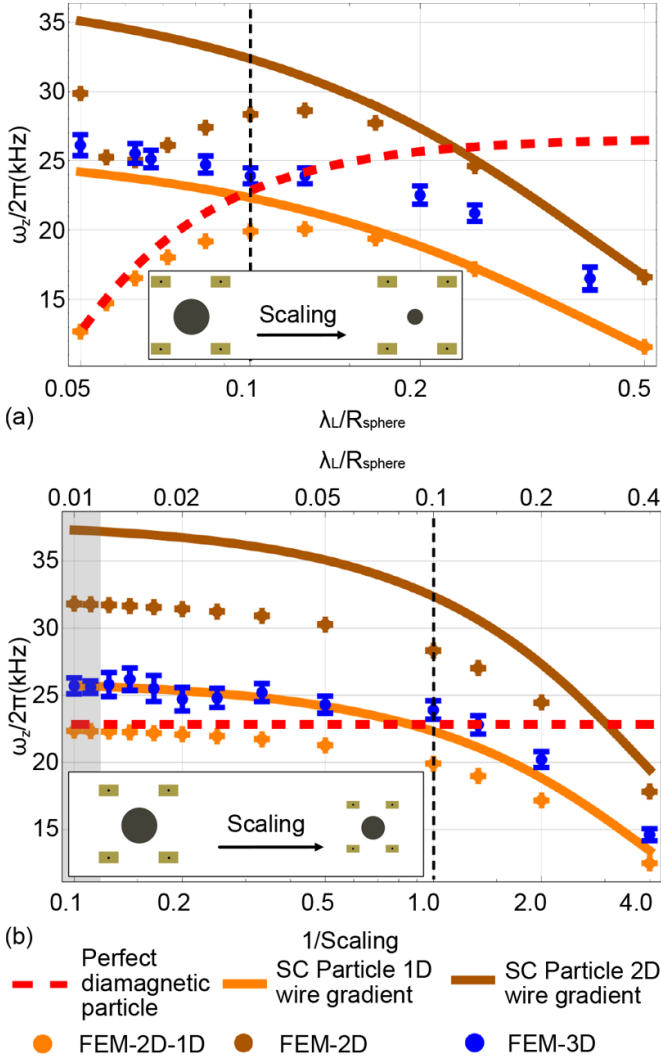 35
30
25
20
15
ω_z/2π(kHz)
Scaling
0.05
0.1
0.2
0.5
(a)
λ_L/R_sphere
λ_L/R_sphere
0.01
0.02
0.05
0.1
0.2
0.4
35
30
25
20
15
ω_z/2π(kHz)
Scaling
0.1
0.2
0.5
1.0
2.0
4.0
(b)
1/Scaling
Perfect
diamagnetic
particle
SC Particle 1D
wire gradient
SC Particle 2D
wire gradient
FEM-2D-1D
FEM-2D
FEM-3D